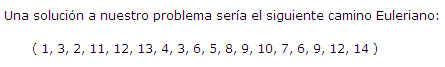 Una solución a nuestro problema sería el siguiente camino Euleriano:
( 1, 3, 2, 11, 12, 13, 4, 3, 6, 5, 8, 9, 10, 7, 6, 9, 12, 14 )